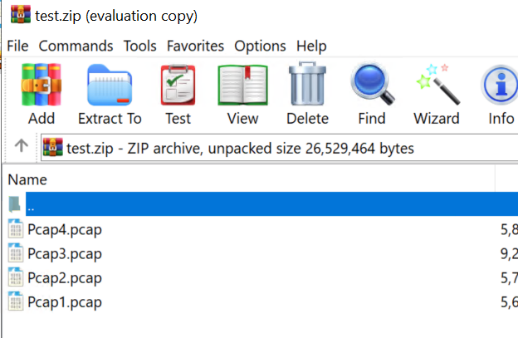 test.zip (evaluation copy)
File Commands Tools Favorites Options Help
Add Extract To Test View Delete Find Wizard Info
test.zip - ZIP archive, unpacked size 26,529,464 bytes
Name
..
Pcap4.pcap 5,8
Pcap3.pcap 9,2
Pcap2.pcap 5,7
Pcap1.pcap 5,6